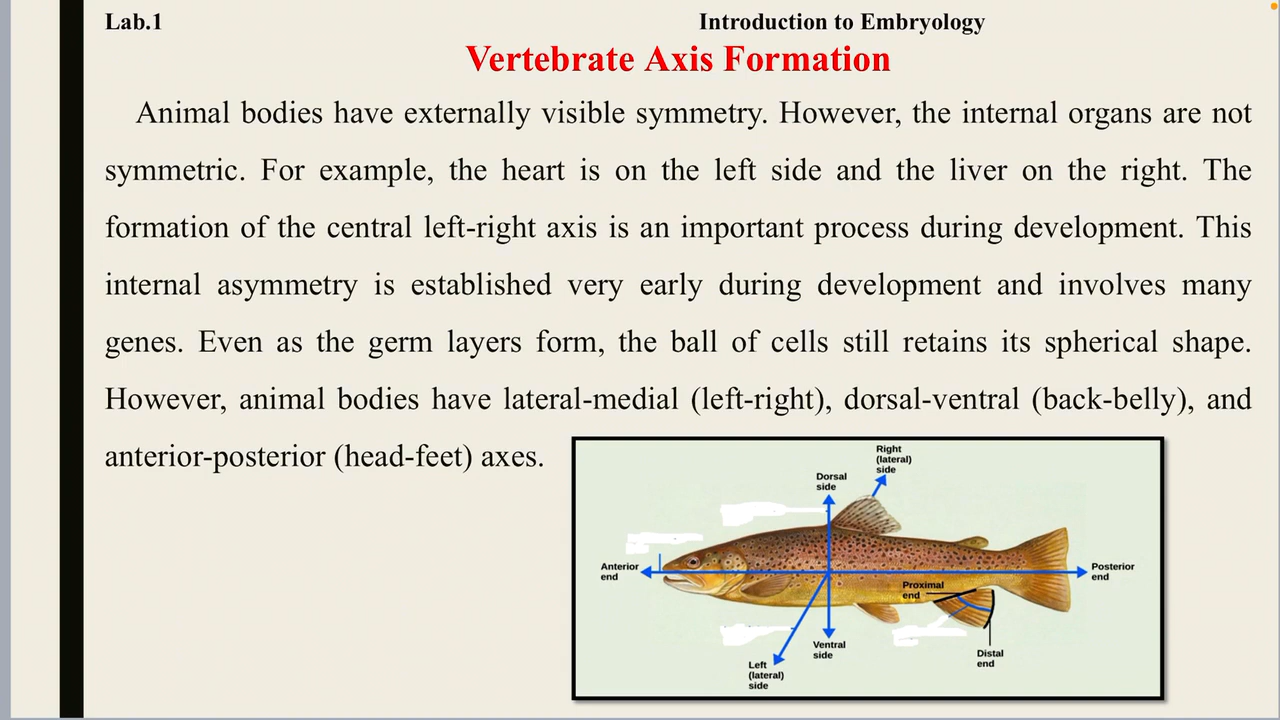 Lab.1 Introduction to Embryology
Vertebrate Axis Formation
Animal bodies have externally visible symmetry. However, the internal organs are not
symmetric. For example, the heart is on the left side and the liver on the right. The
formation of the central left-right axis is an important process during development. This
internal asymmetry is established very early during development and involves many
genes. Even as the germ layers form, the ball of cells still retains its spherical shape.
However, animal bodies have lateral-medial (left-right), dorsal-ventral (back-belly), and
anterior-posterior (head-feet) axes.
Right
(lateral)
side
Dorsal
side
Anterior
end
Posterior
end
Proximal
end
Ventral
side
Distal
end
Left
(lateral)
side